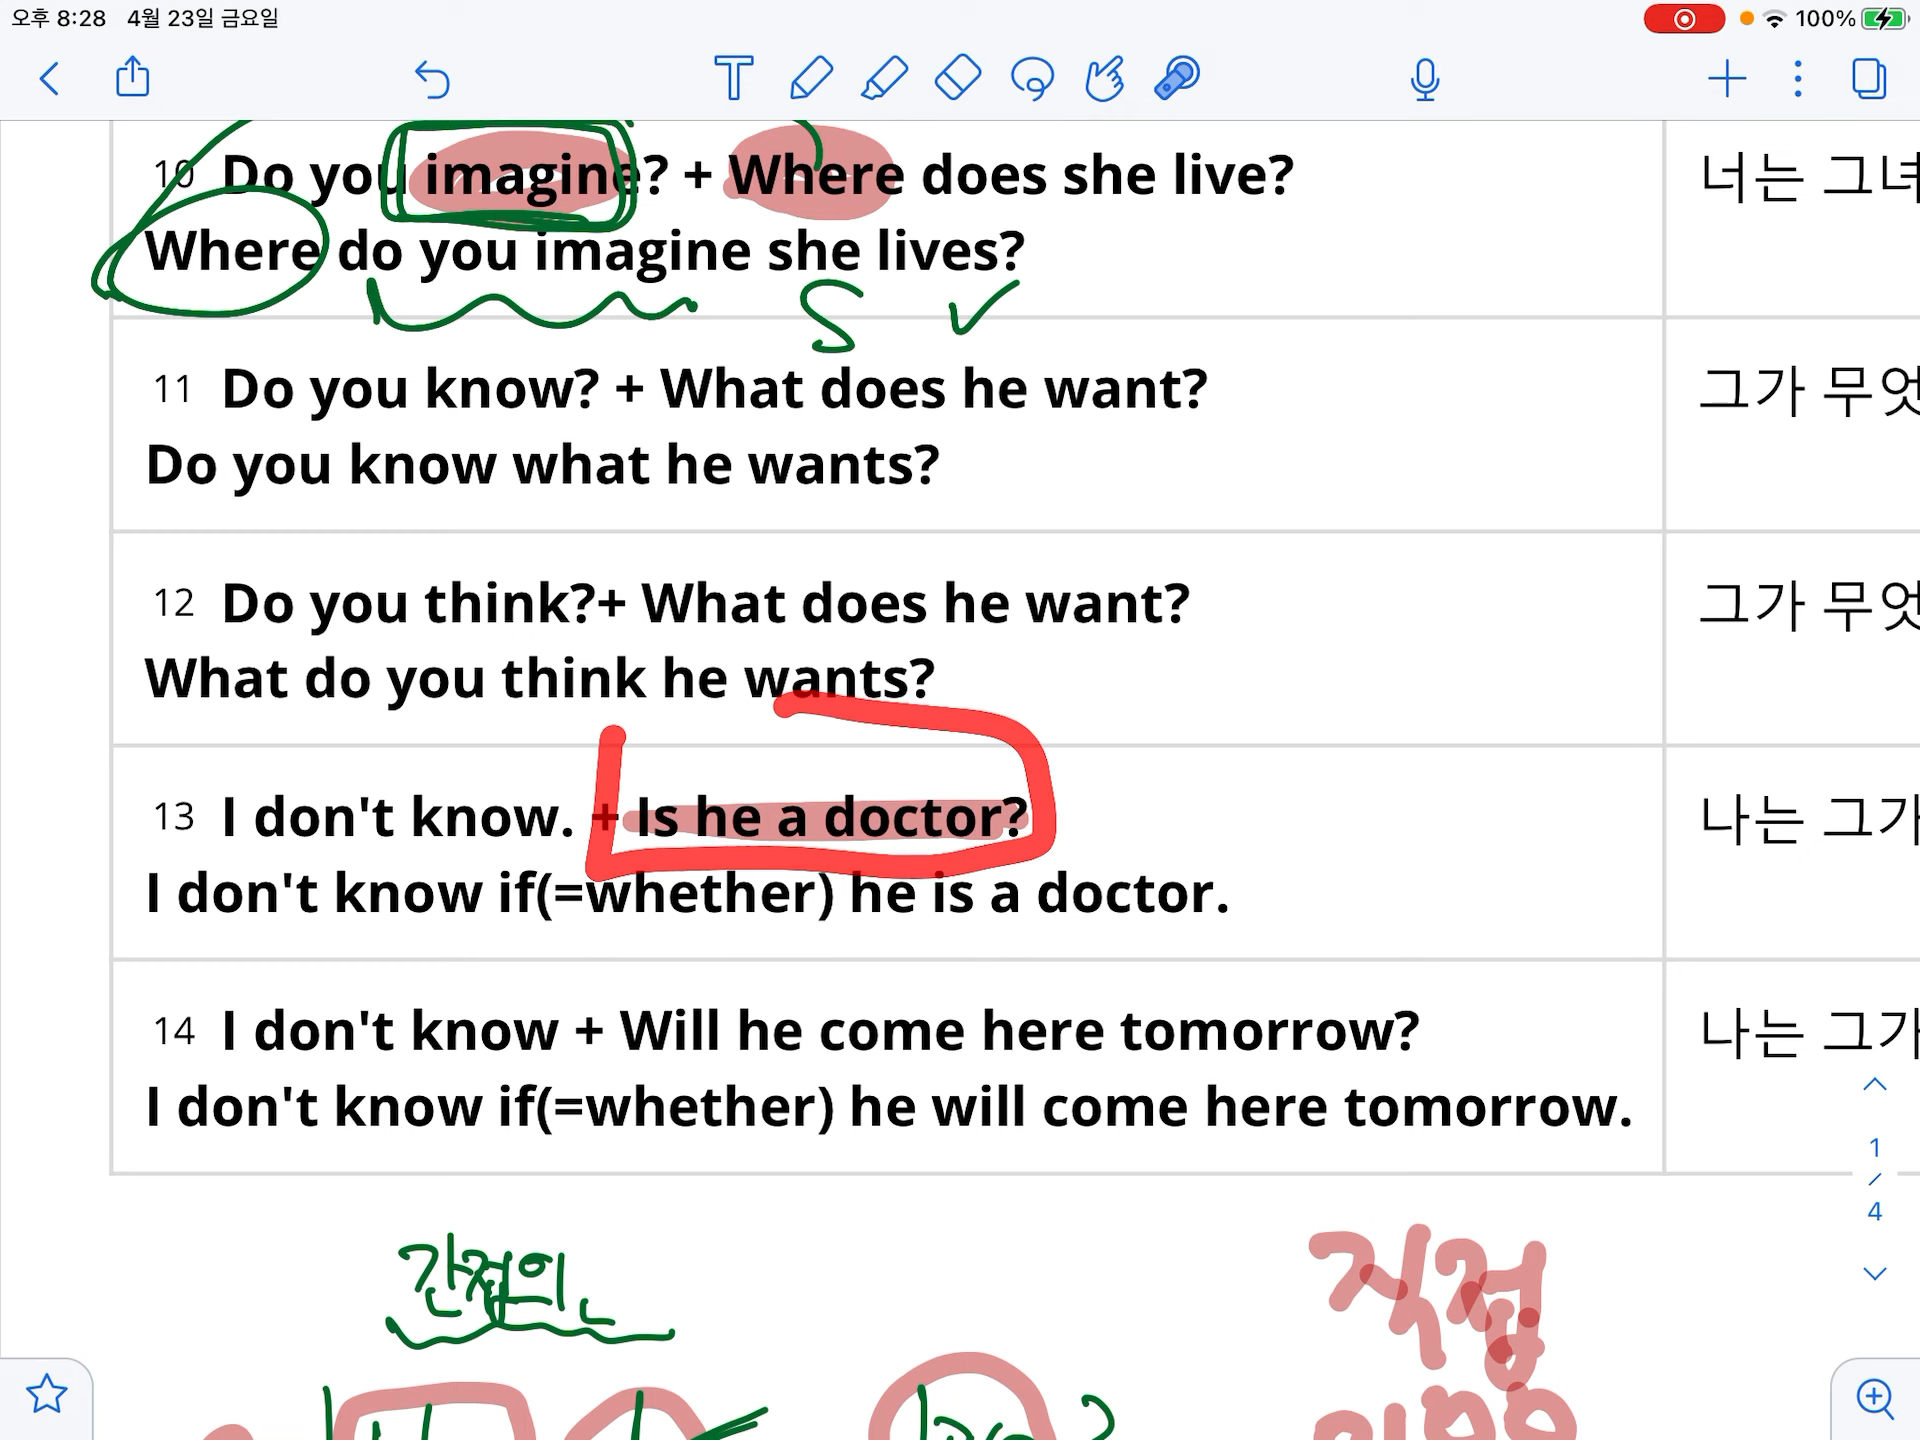 오후 8:28 4월 23일 금요일 100%
10 Do you imagine? + Where does she live? 너는 그녀
Where do you imagine she lives?
S
11 Do you know? + What does he want? 그가 무엇
Do you know what he wants?
12 Do you think?+ What does he want? 그가 무엇
What do you think he wants?
13 I don't know. + Is he a doctor? 나는 그가
I don't know if(=whether) he is a doctor.
14 I don't know + Will he come here tomorrow? 나는 그가
I don't know if(=whether) he will come here tomorrow.
1
/
4
간접의 직접